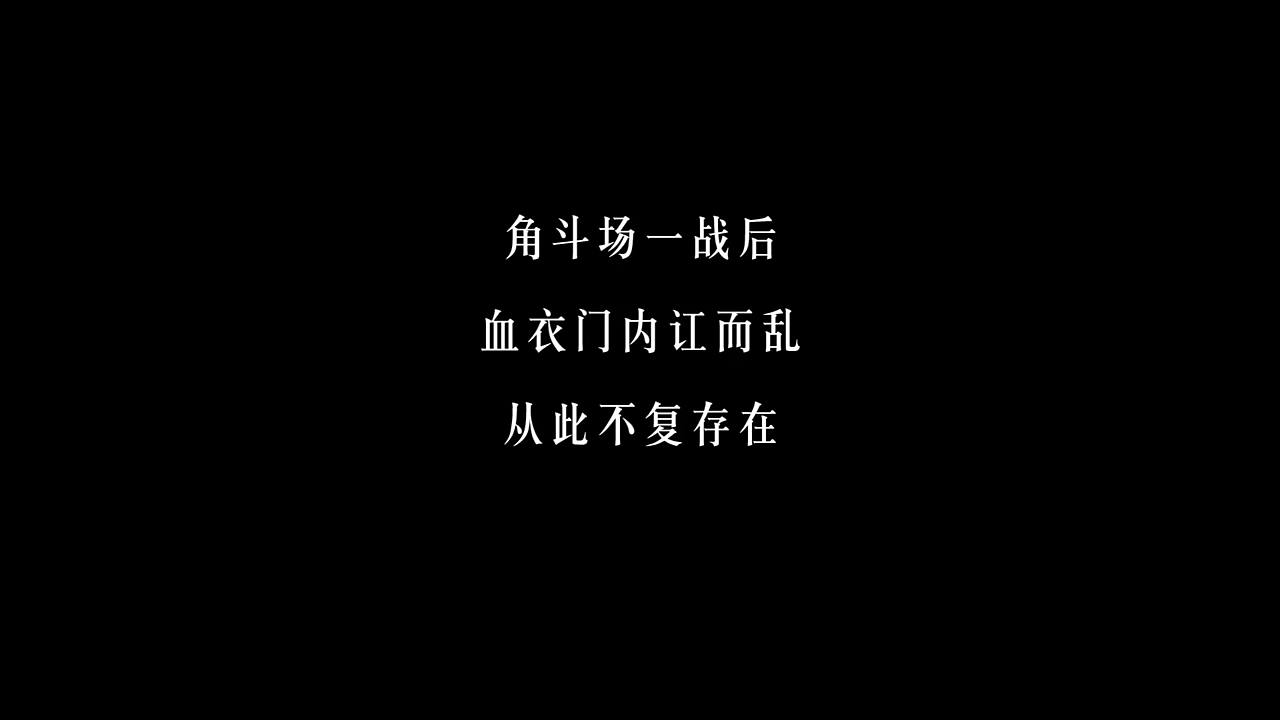 角斗场一战后
血衣门内讧而乱
从此不复存在